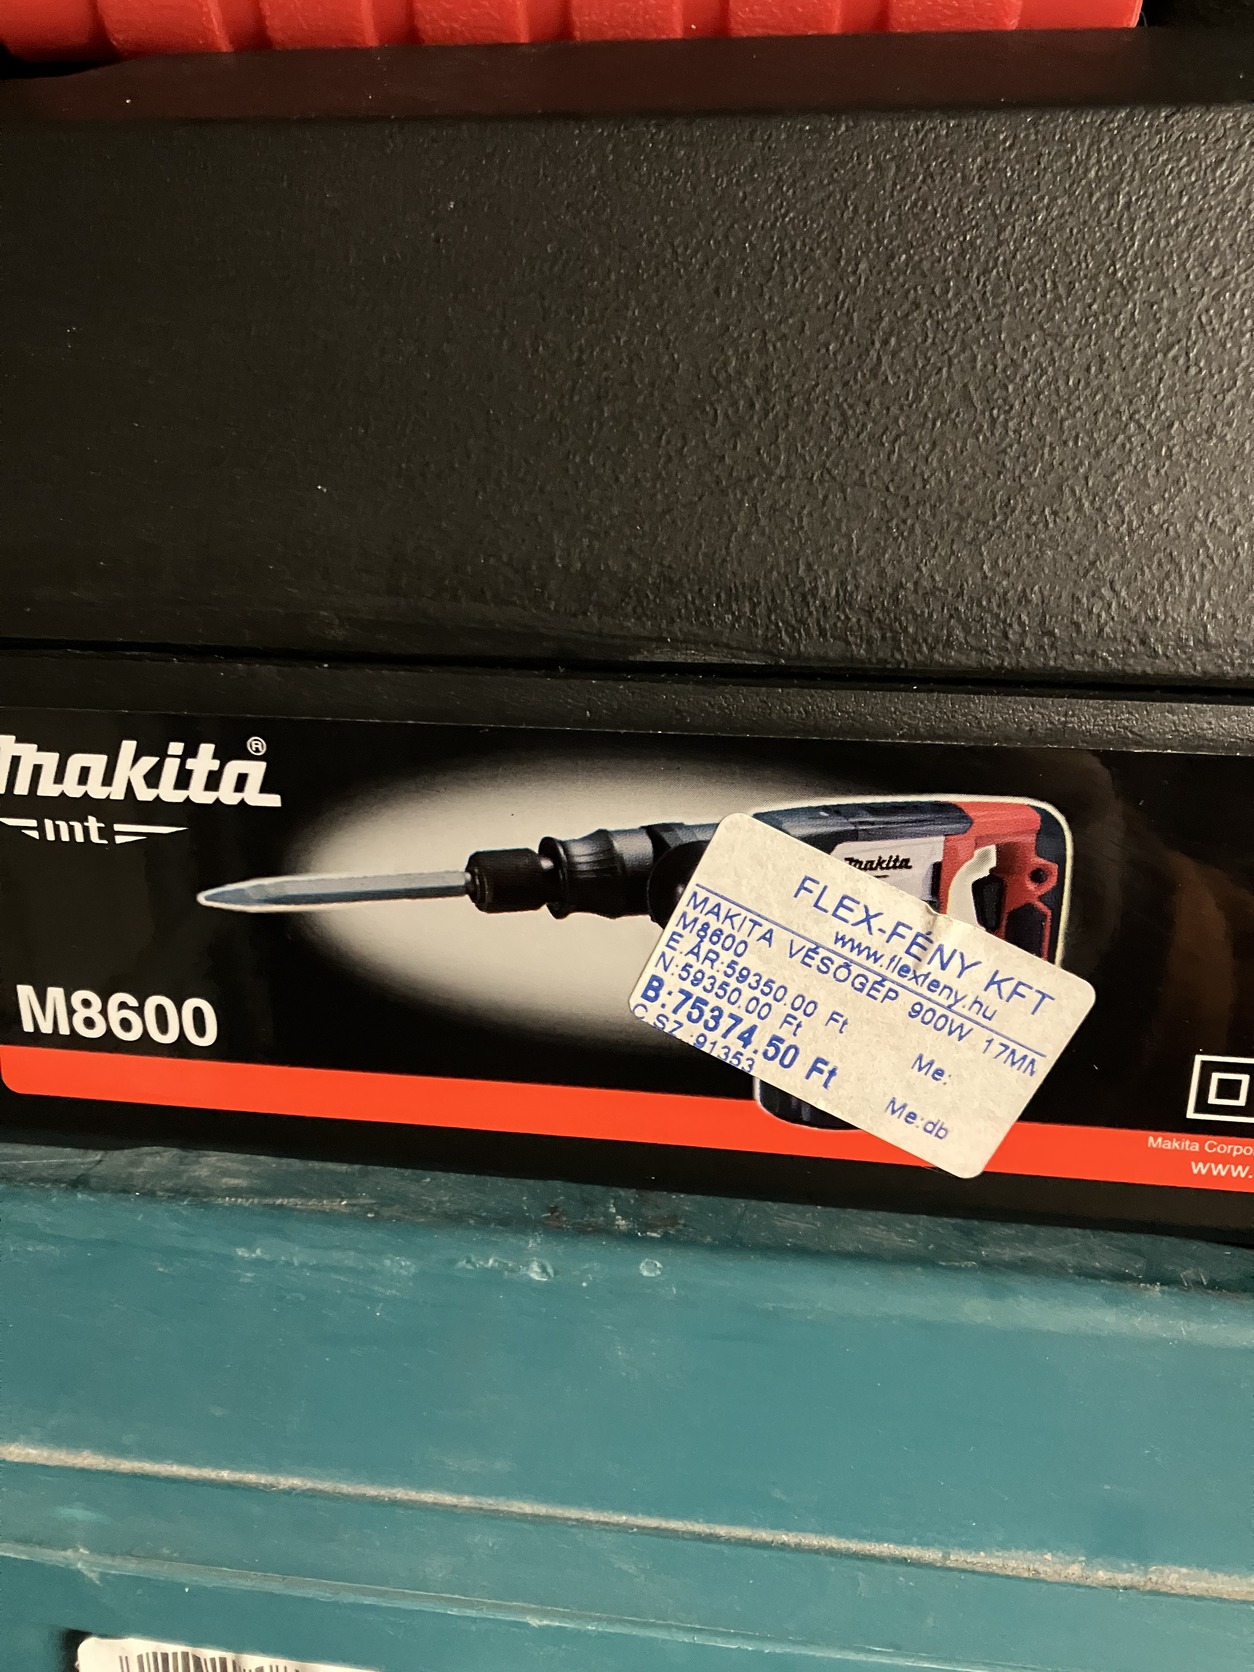 makita®
mt
makita
M8600
FLEX-FÉNY KFT
www.flexfeny.hu
MAKITA VÉSŐGÉP 900W 17MM
M8600
E.ÁR:59350.00 Ft Me:
N:59350.00 Ft
B:75374.50 Ft Me:db
C.SZ.:91353
Makita Corpo
www.